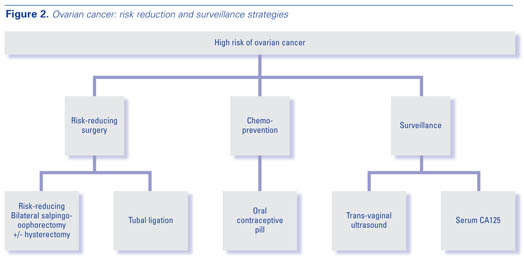 Figure 2. Ovarian cancer: risk reduction and surveillance strategies
High risk of ovarian cancer
Risk-reducing
surgery
Chemo-
prevention
Surveillance
Risk-reducing
Bilateral salpingo-
oophorectomy
+/- hysterectomy
Tubal ligation
Oral
contraceptive
pill
Trans-vaginal
ultrasound
Serum CA125